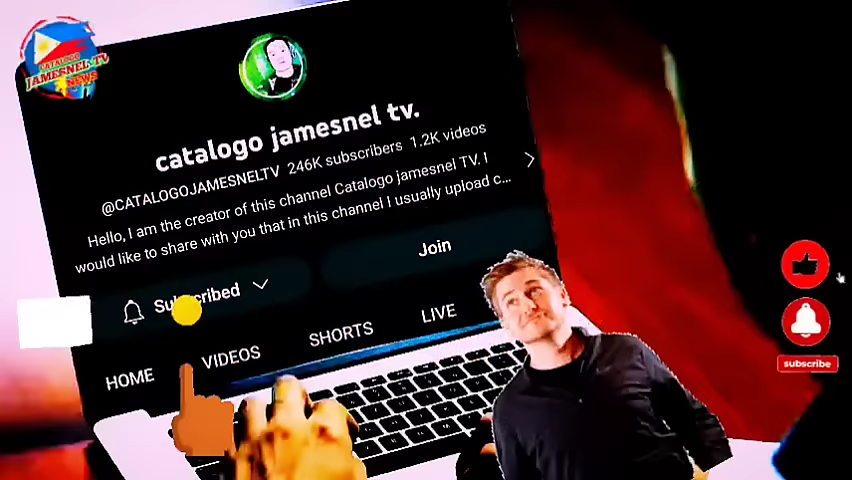 CATALOGO
JAMESNEL TV
NEWS
catalogo jamesnel tv.
@CATALOGOJAMESNELTV 246K subscribers 1.2K videos
Hello, I am the creator of this channel Catalogo jamesnel TV. I
would like to share with you that in this channel I usually upload c...
Join
Subscribed
HOME VIDEOS SHORTS LIVE
subscribe